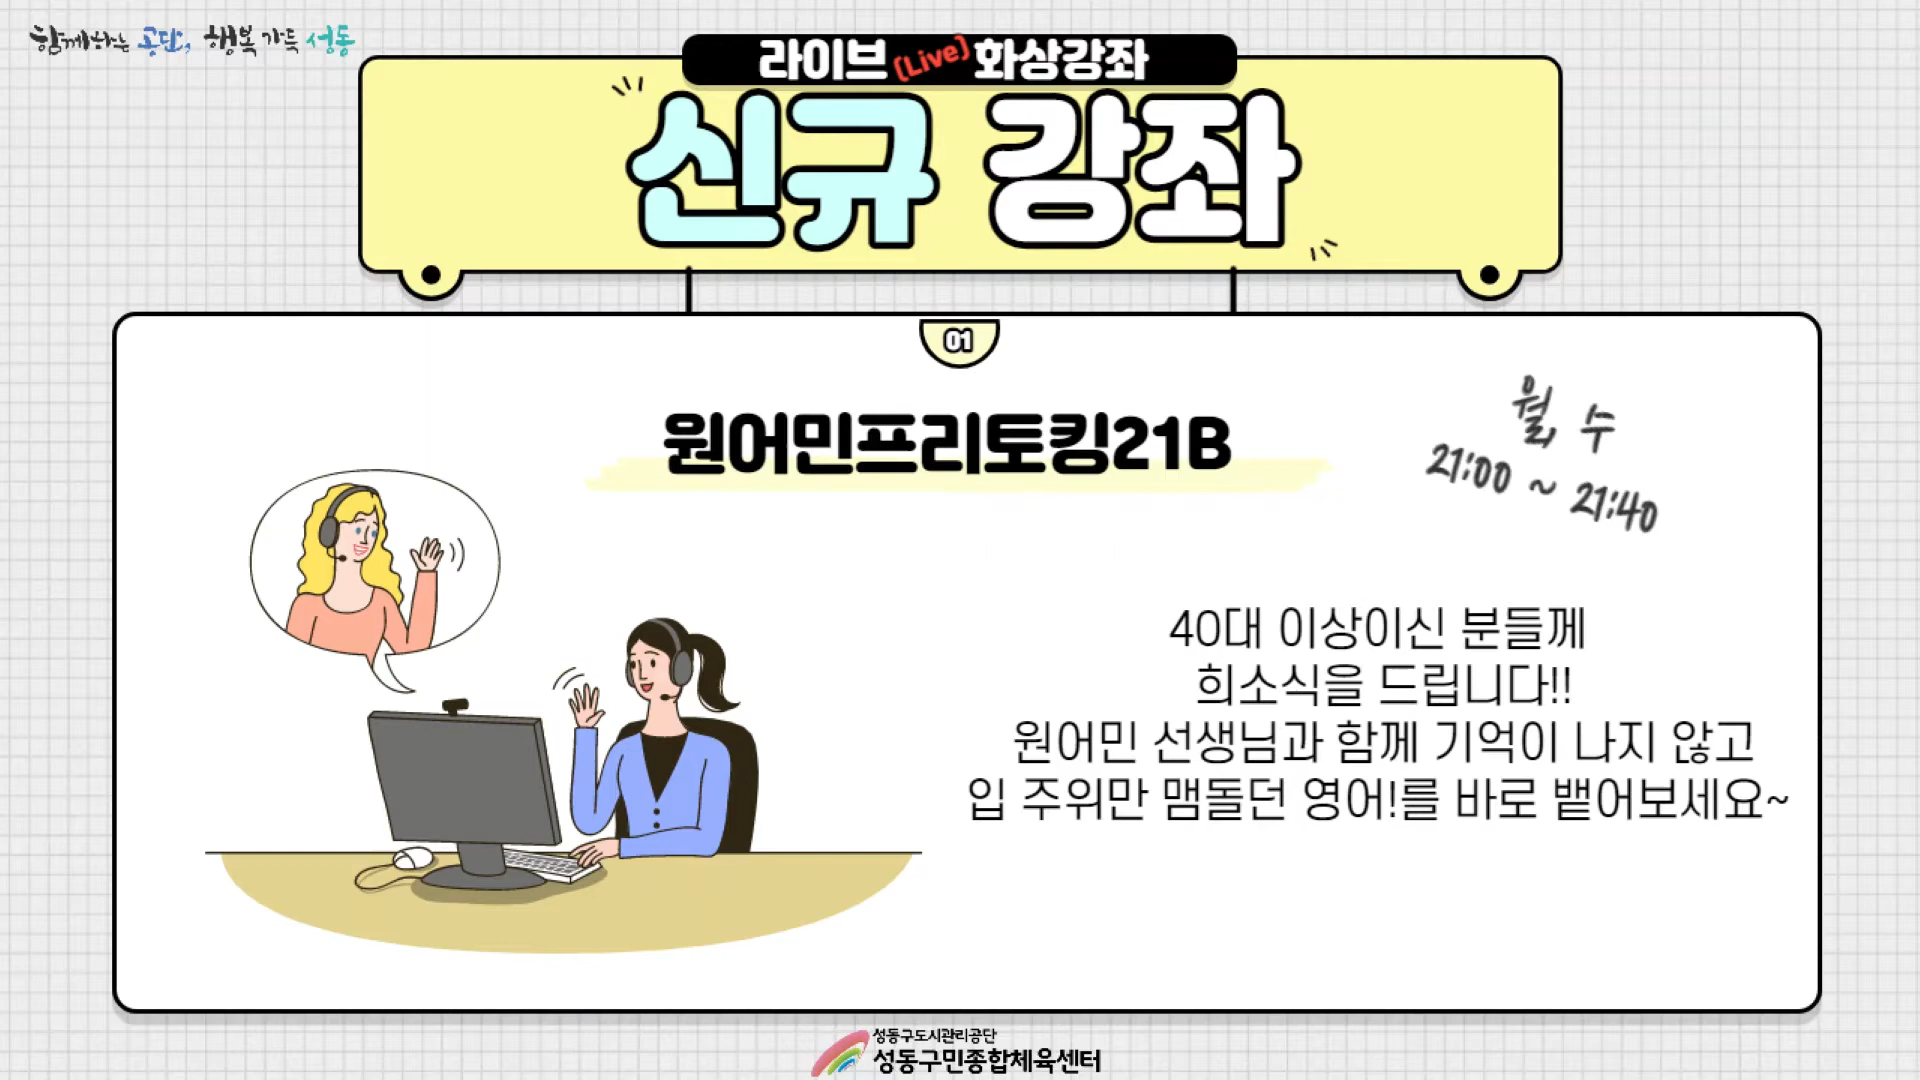 함께하는 공단, 행복 가득 성동
라이브 [Live] 화상강좌
신규 강좌
01
원어민프리토킹21B
월, 수
21:00 ~ 21:40
40대 이상이신 분들께
희소식을 드립니다!!
원어민 선생님과 함께 기억이 나지 않고
입 주위만 맴돌던 영어!를 바로 뱉어보세요~
성동구도시관리공단
성동구민종합체육센터